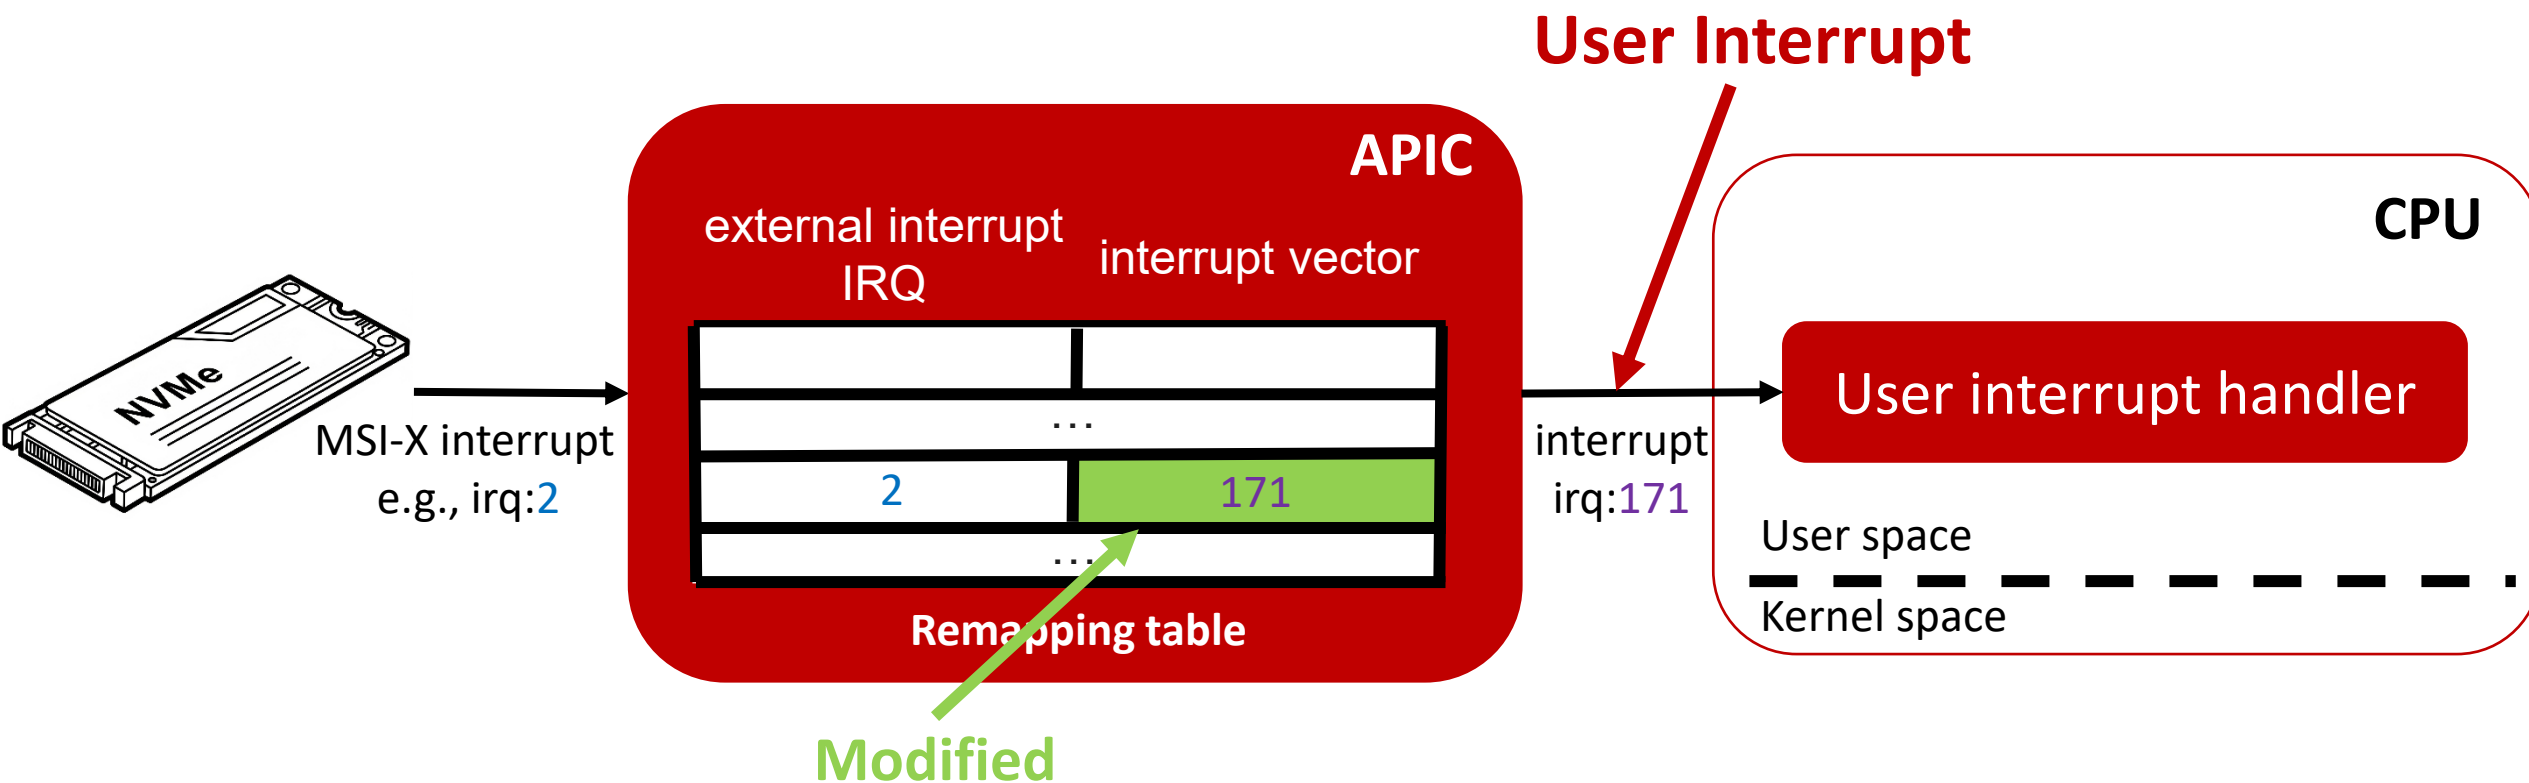 User Interrupt
APIC
CPU
external interrupt
IRQ
interrupt vector
NVMe
User interrupt handler
MSI-X interrupt
e.g., irq:2
...
2
171
...
interrupt
irq:171
User space
Kernel space
Remapping table
Modified